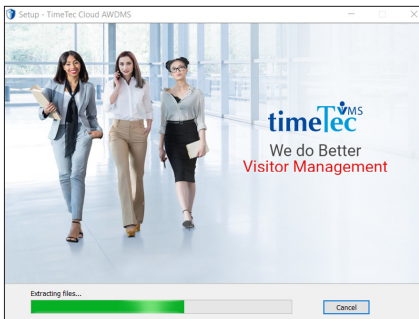 Setup - TimeTec Cloud AWDMS
timeTec VMS
We do Better
Visitor Management
Extracting files...
Cancel